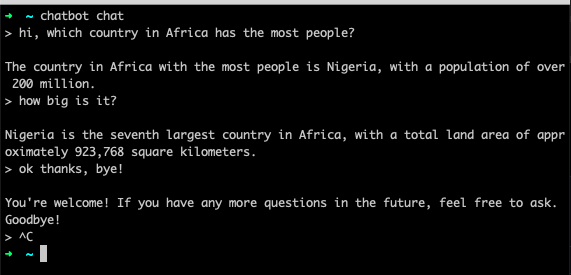 ➜  ~ chatbot chat
> hi, which country in Africa has the most people?

The country in Africa with the most people is Nigeria, with a population of over
 200 million.
> how big is it?

Nigeria is the seventh largest country in Africa, with a total land area of appr
oximately 923,768 square kilometers.
> ok thanks, bye!

You're welcome! If you have any more questions in the future, feel free to ask.
Goodbye!
> ^C
➜  ~